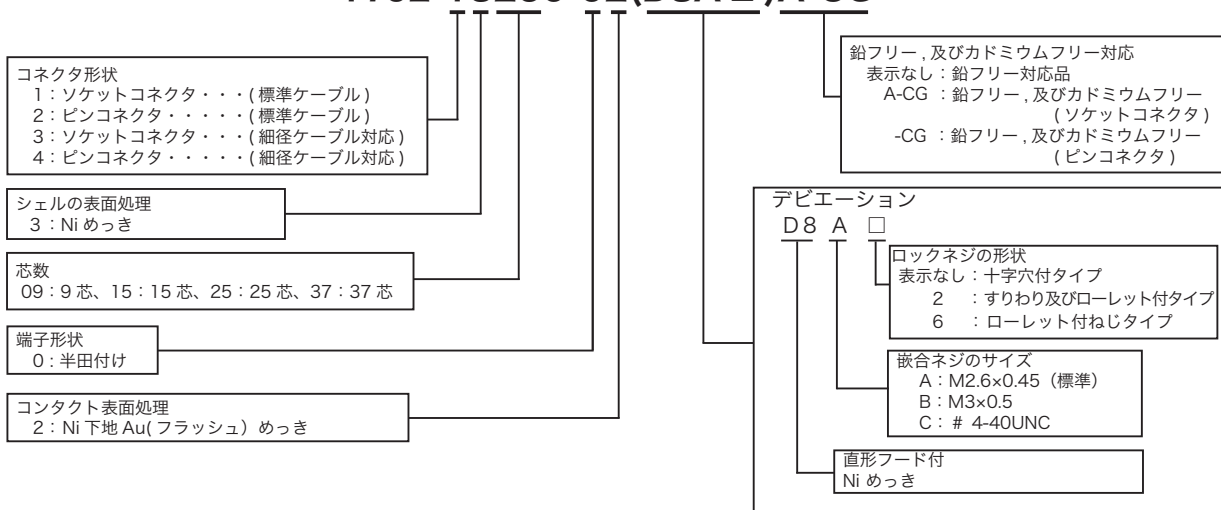 コネクタ形状
1：ソケットコネクタ・・・( 標準ケーブル )
2：ピンコネクタ・・・・・( 標準ケーブル )
3：ソケットコネクタ・・・( 細径ケーブル対応 )
4：ピンコネクタ・・・・・( 細径ケーブル対応 )
シェルの表面処理
3 ：Ni めっき
芯数
09：9 芯、15：15 芯、25：25 芯、37：37 芯
端子形状
0 : 半田付け
コンタクト表面処理
2：Ni 下地 Au( フラッシュ）めっき
鉛フリー , 及びカドミウムフリー対応
表示なし：鉛フリー対応品
A-CG ：鉛フリー , 及びカドミウムフリー
( ソケットコネクタ )
-CG ：鉛フリー , 及びカドミウムフリー
( ピンコネクタ )
デビエーション
D8 A □
ロックネジの形状
表示なし：十字穴付タイプ
2 ：すりわり及びローレット付タイプ
6 ：ローレット付ねじタイプ
嵌合ネジのサイズ
A：M2.6×0.45（標準）
B：M3×0.5
C：# 4-40UNC
直形フード付
Ni めっき